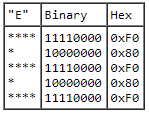 "E" Binary Hex
**** 11110000 0xF0
* 10000000 0x80
**** 11110000 0xF0
* 10000000 0x80
**** 11110000 0xF0